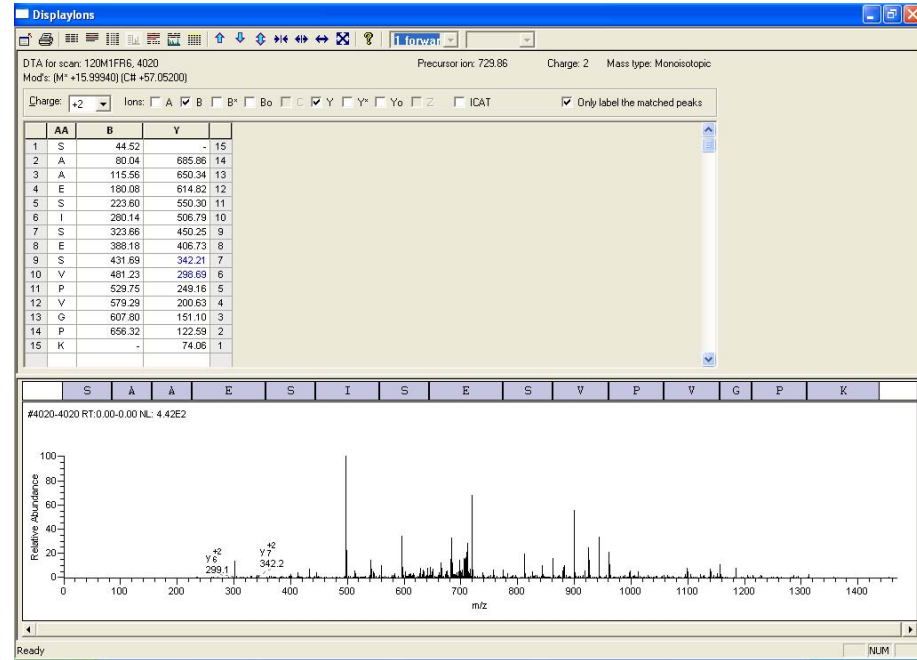 DisplayIons
1 forwar
DTA for scan: 120M1FR6, 4020 Precursor ion: 729.86 Charge: 2 Mass type: Monoisotopic
Mod's: (M* +15.99940) (C# +57.05200)
Charge: +2 Ions: A B B* Bo C Y Y* Yo Z ICAT Only label the matched peaks
AA B Y
1 S 44.52 - 15
2 A 80.04 685.86 14
3 A 115.56 650.34 13
4 E 180.08 614.82 12
5 S 223.60 550.30 11
6 I 280.14 506.79 10
7 S 323.66 450.25 9
8 E 388.18 406.73 8
9 S 431.69 342.21 7
10 V 481.23 298.69 6
11 P 529.75 249.16 5
12 V 579.29 200.63 4
13 G 607.80 151.10 3
14 P 656.32 122.59 2
15 K - 74.06 1
S A A E S I S E S V P V G P K
#4020-4020 RT:0.00-0.00 NL: 4.42E2
100
80
60
40
20
0
Relative Abundance
y +2 6
299.1
y +2 7
342.2
0 100 200 300 400 500 600 700 800 900 1000 1100 1200 1300 1400
m/z
Ready NUM